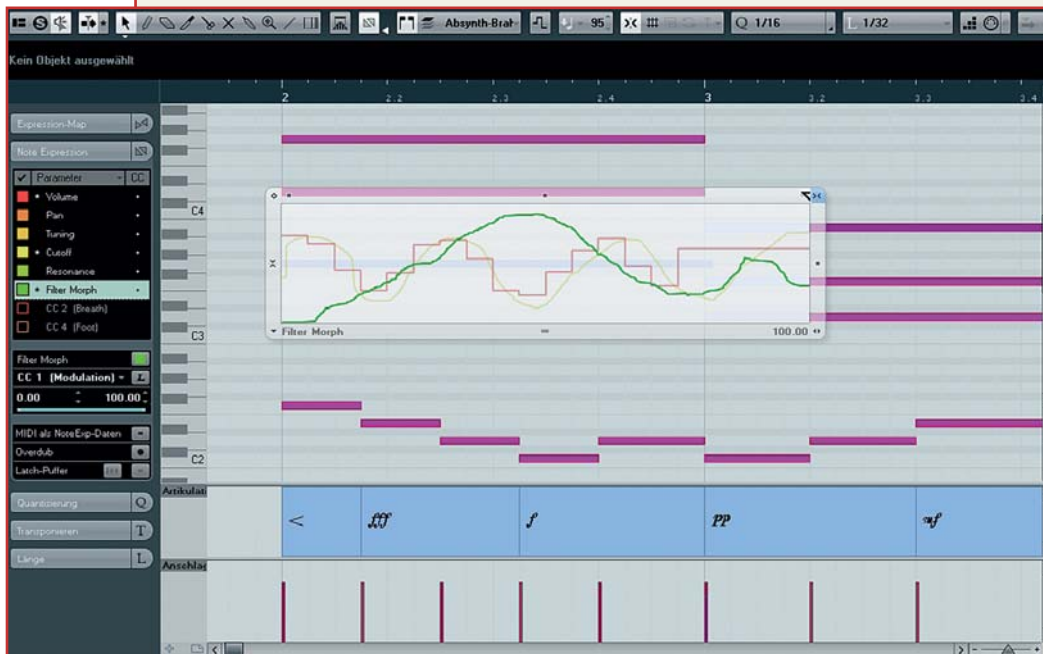 Absynth-Bral 95 Q 1/16 L 1/32
Kein Objekt ausgewählt
2 2.2 2.3 2.4 3 3.2 3.3 3.4
Expression-Map
Note Expression
Parameter CC
Volume
Pan
Tuning
Cutoff
Resonance
Filter Morph
CC 2 (Breath)
CC 4 (Foot)
C4
C3
C2
Filter Morph 100.00
Filter Morph
CC 1 (Modulation) L
0.00 100.00
MIDI als NoteExp-Daten
Overdub
Latch-Puffer
Quantisierung Q
Transponieren T
Länge L
Artikulati
< fff f pp mf
Anschlag